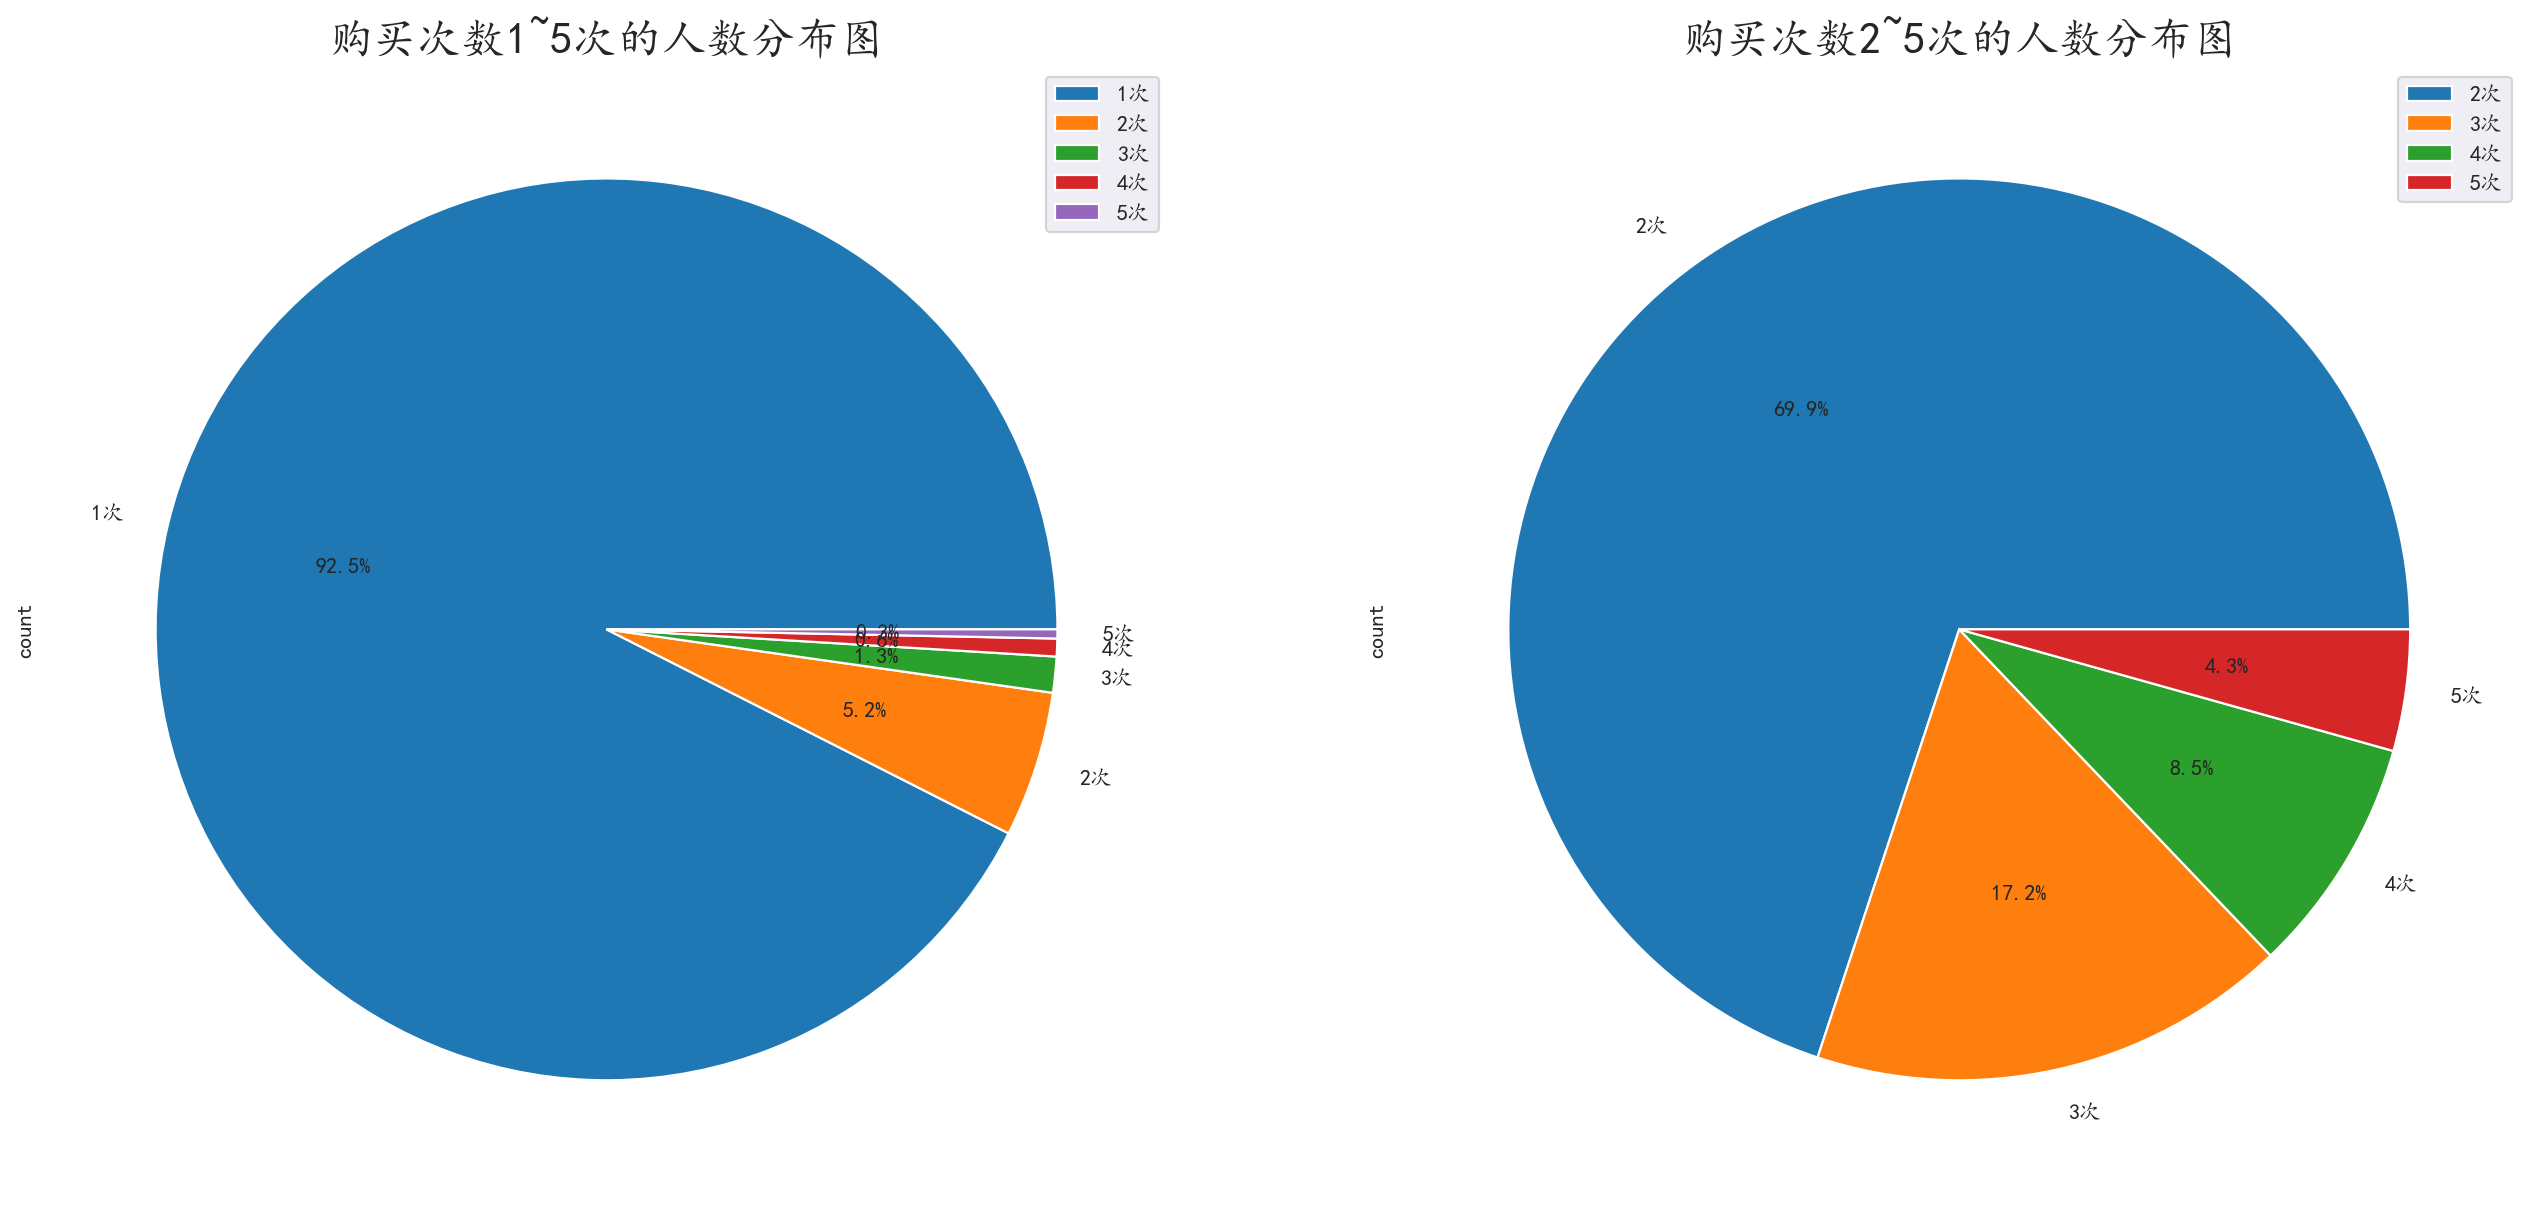 购买次数1~5次的人数分布图
1次
2次
3次
4次
5次
1次
92.5%
count
0.3%
0.6%
1.3%
5.2%
5次
4次
3次
2次
购买次数2~5次的人数分布图
2次
3次
4次
5次
2次
69.9%
count
4.3%
5次
8.5%
4次
17.2%
3次